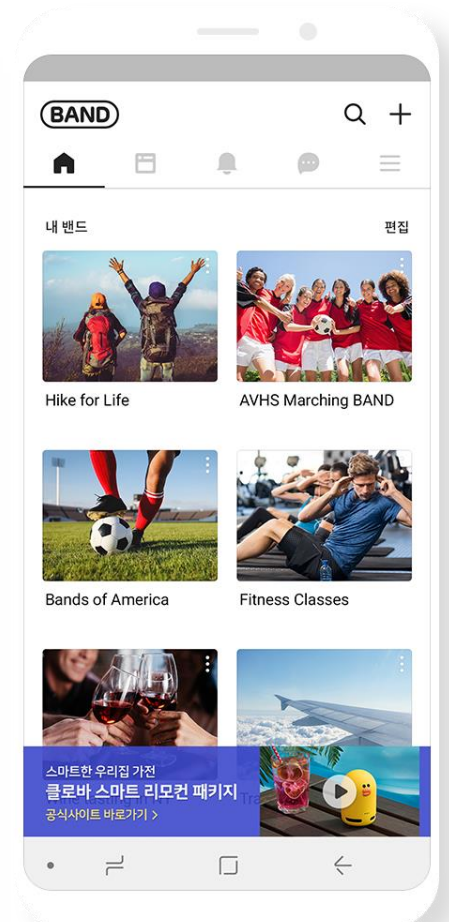 BAND
내 밴드
편집
Hike for Life
AVHS Marching BAND
Bands of America
Fitness Classes
스마트한 우리집 가전
클로바 스마트 리모컨 패키지
공식사이트 바로가기 >